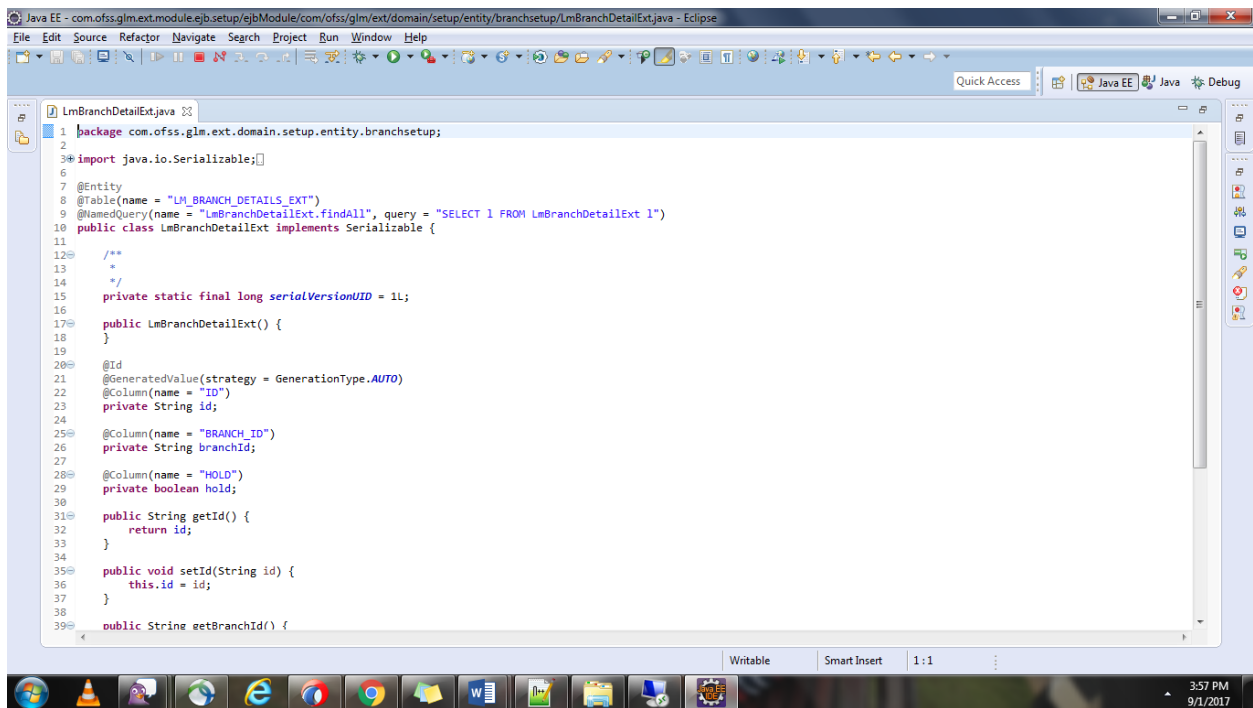 Java EE - com.ofss.glm.ext.module.ejb.setup/ejbModule/com/ofss/glm/ext/domain/setup/entity/branchsetup/LmBranchDetailExt.java - Eclipse
File Edit Source Refactor Navigate Search Project Run Window Help
Quick Access Java EE Java Debug
LmBranchDetailExt.java
1 package com.ofss.glm.ext.domain.setup.entity.branchsetup;
2
3 import java.io.Serializable;
6
7 @Entity
8 @Table(name = "LM_BRANCH_DETAILS_EXT")
9 @NamedQuery(name = "LmBranchDetailExt.findAll", query = "SELECT l FROM LmBranchDetailExt l")
10 public class LmBranchDetailExt implements Serializable {
11
12 /**
13 *
14 */
15 private static final long serialVersionUID = 1L;
16
17 public LmBranchDetailExt() {
18 }
19
20 @Id
21 @GeneratedValue(strategy = GenerationType.AUTO)
22 @Column(name = "ID")
23 private String id;
24
25 @Column(name = "BRANCH_ID")
26 private String branchId;
27
28 @Column(name = "HOLD")
29 private boolean hold;
30
31 public String getId() {
32 return id;
33 }
34
35 public void setId(String id) {
36 this.id = id;
37 }
38
39 public String getBranchId() {
Writable Smart Insert 1 : 1
3:57 PM
9/1/2017